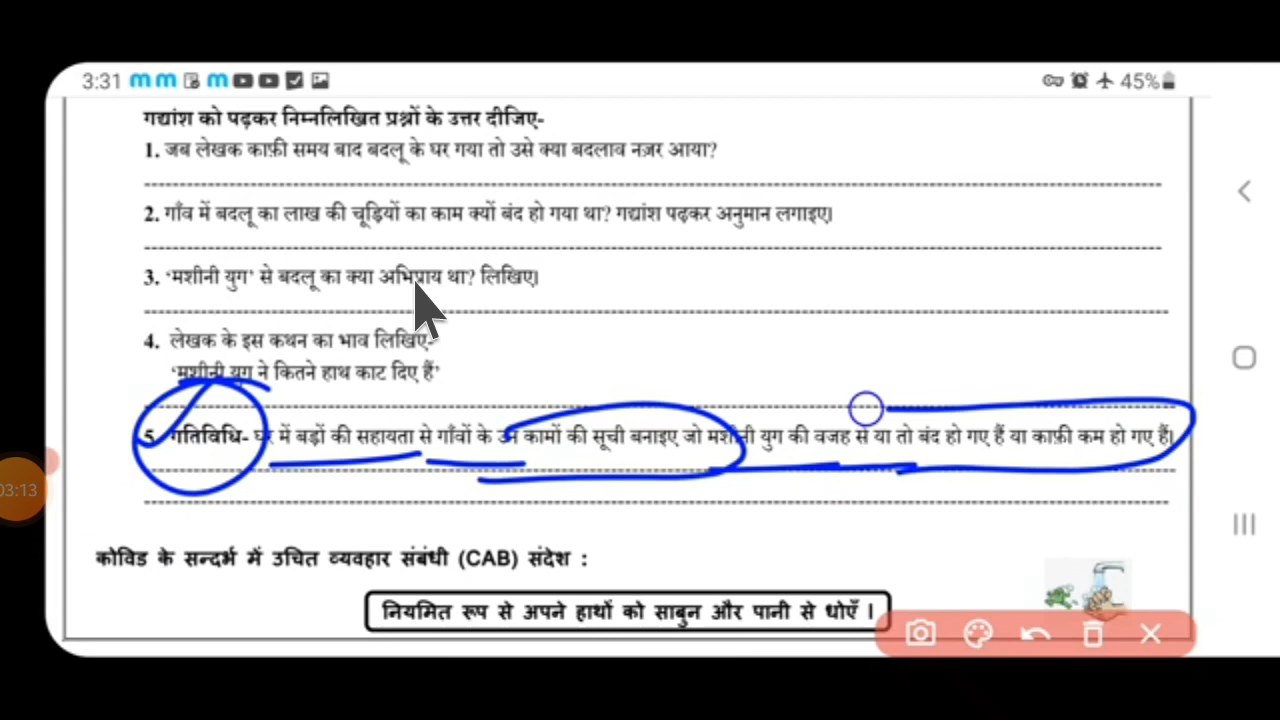 3:31
45%
गद्यांश को पढ़कर निम्नलिखित प्रश्नों के उत्तर दीजिए-
1. जब लेखक काफ़ी समय बाद बदलू के घर गया तो उसे क्या बदलाव नज़र आया?
2. गाँव में बदलू का लाख की चूड़ियों का काम क्यों बंद हो गया था? गद्यांश पढ़कर अनुमान लगाइए।
3. ‘मशीनी युग’ से बदलू का क्या अभिप्राय था? लिखिए।
4. लेखक के इस कथन का भाव लिखिए-
‘मशीनी युग ने कितने हाथ काट दिए हैं’
5. गतिविधि- घर में बड़ों की सहायता से गाँवों के उन कामों की सूची बनाइए जो मशीनी युग की वजह से या तो बंद हो गए हैं या काफ़ी कम हो गए हैं।
03:13
कोविड के सन्दर्भ में उचित व्यवहार संबंधी (CAB) संदेश :
नियमित रूप से अपने हाथों को साबुन और पानी से धोएँ ।